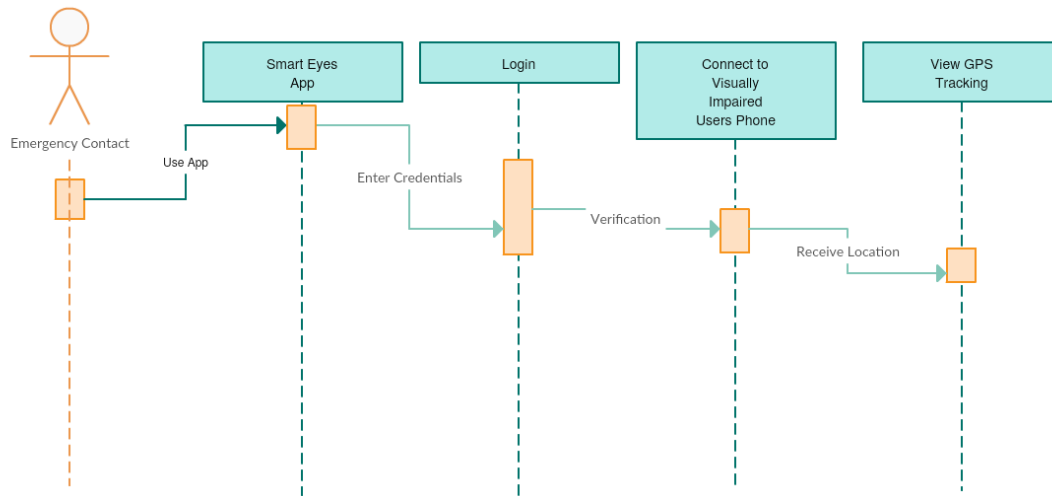 Smart Eyes
App
Login
Connect to
Visually
Impaired
Users Phone
View GPS
Tracking
Emergency Contact
Use App
Enter Credentials
Verification
Receive Location